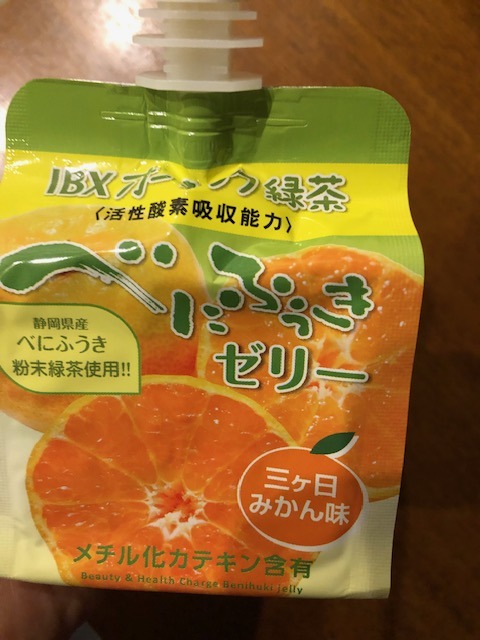 IBXオーラック緑茶
〈活性酸素吸収能力〉
べにふうき
ゼリー
静岡県産
べにふうき
粉末緑茶使用!!
三ヶ日
みかん味
メチル化カテキン含有
Beauty & Health Charge Benihuki jelly